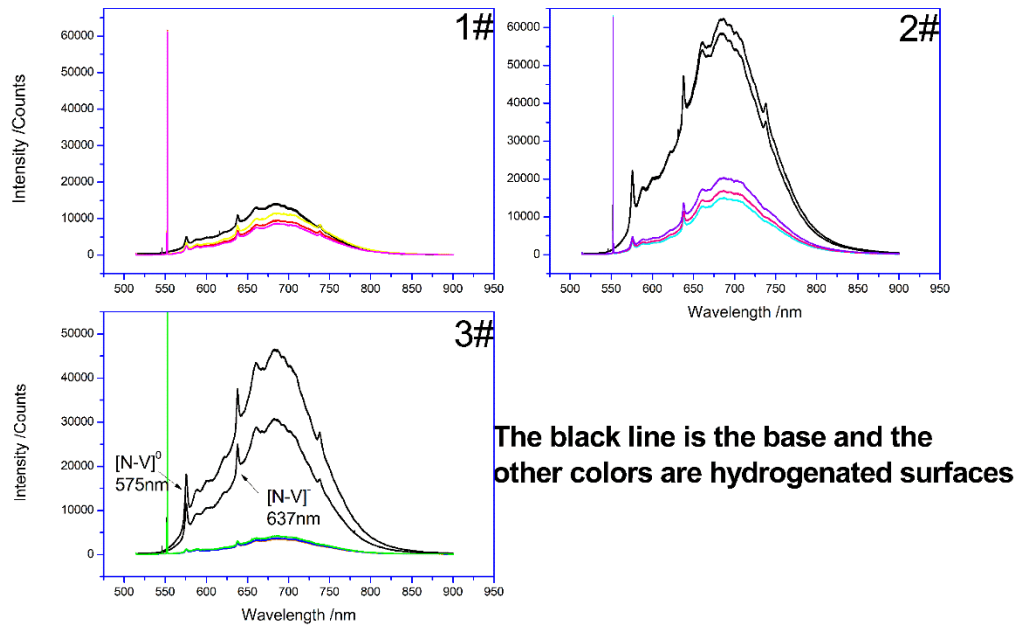 1#
Intensity /Counts
60000
50000
40000
30000
20000
10000
0
500 550 600 650 700 750 800 850 900 950
2#
60000
50000
40000
30000
20000
10000
0
500 550 600 650 700 750 800 850 900 950
Wavelength /nm
3#
Intensity /Counts
50000
40000
30000
20000
10000
0
[N-V]⁰
575nm
[N-V]⁻
637nm
500 550 600 650 700 750 800 850 900 950
Wavelength /nm
The black line is the base and the
other colors are hydrogenated surfaces